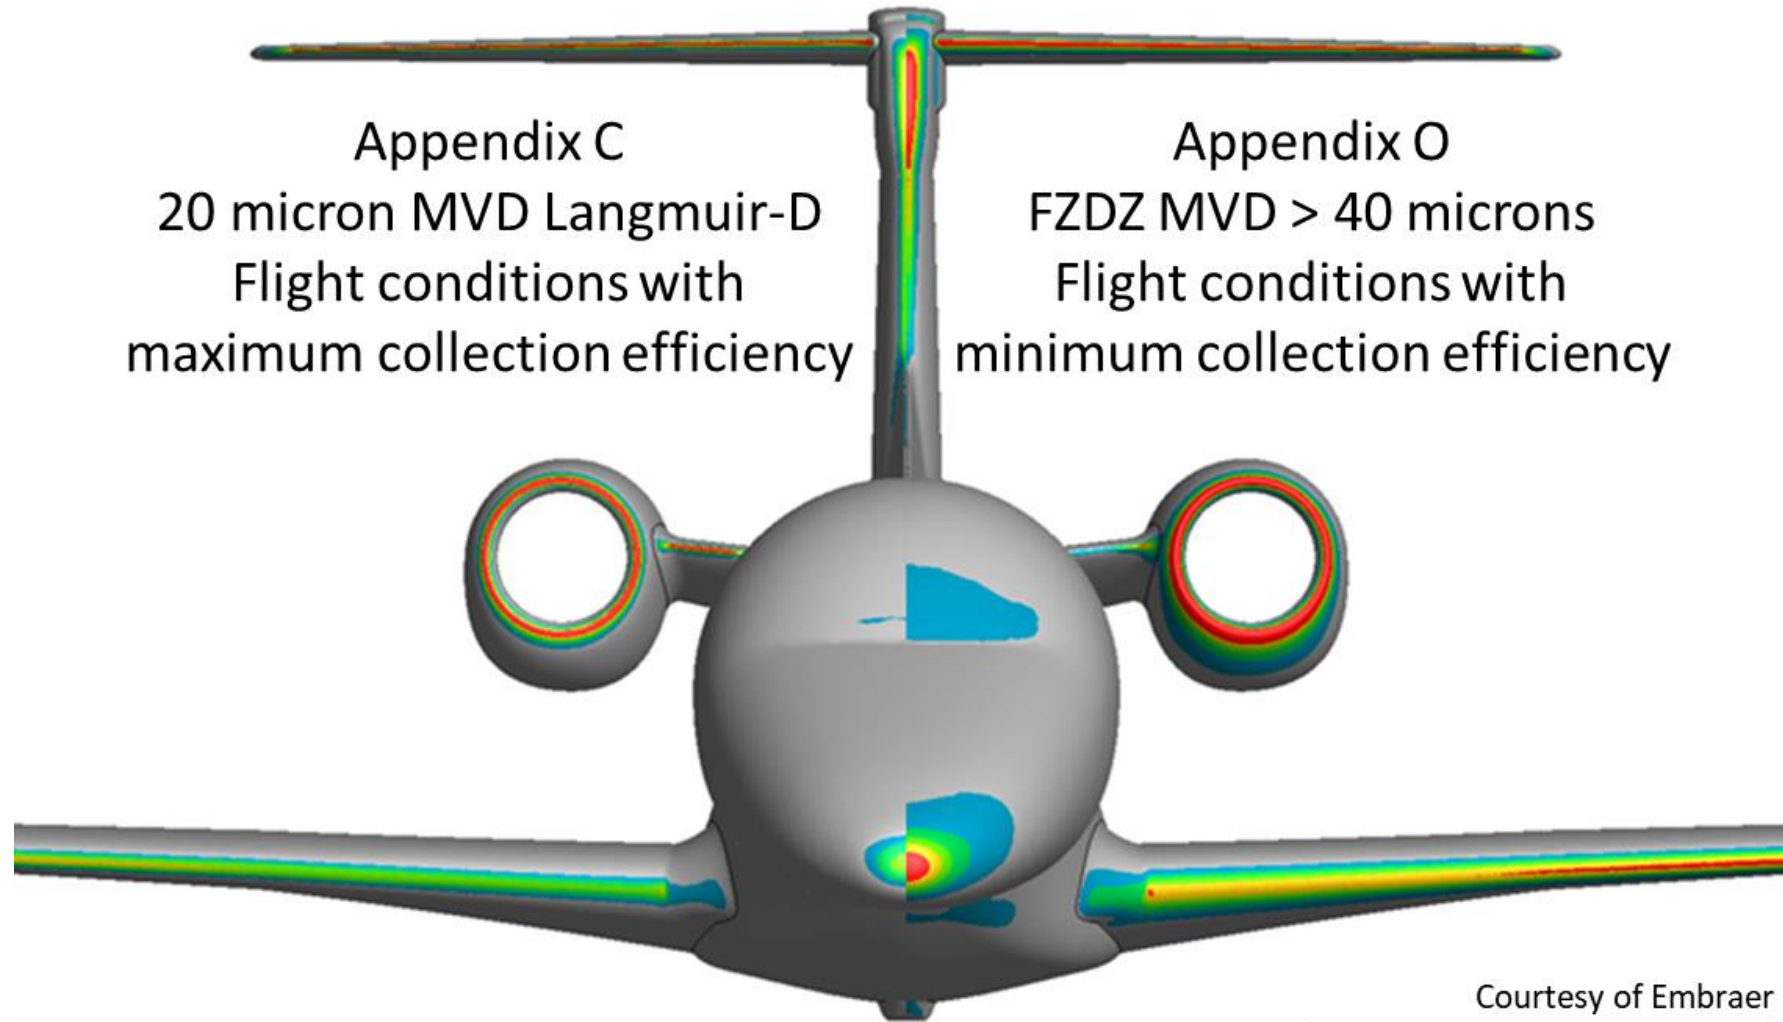 Appendix C
20 micron MVD Langmuir-D
Flight conditions with
maximum collection efficiency
Appendix O
FZDZ MVD > 40 microns
Flight conditions with
minimum collection efficiency
Courtesy of Embraer